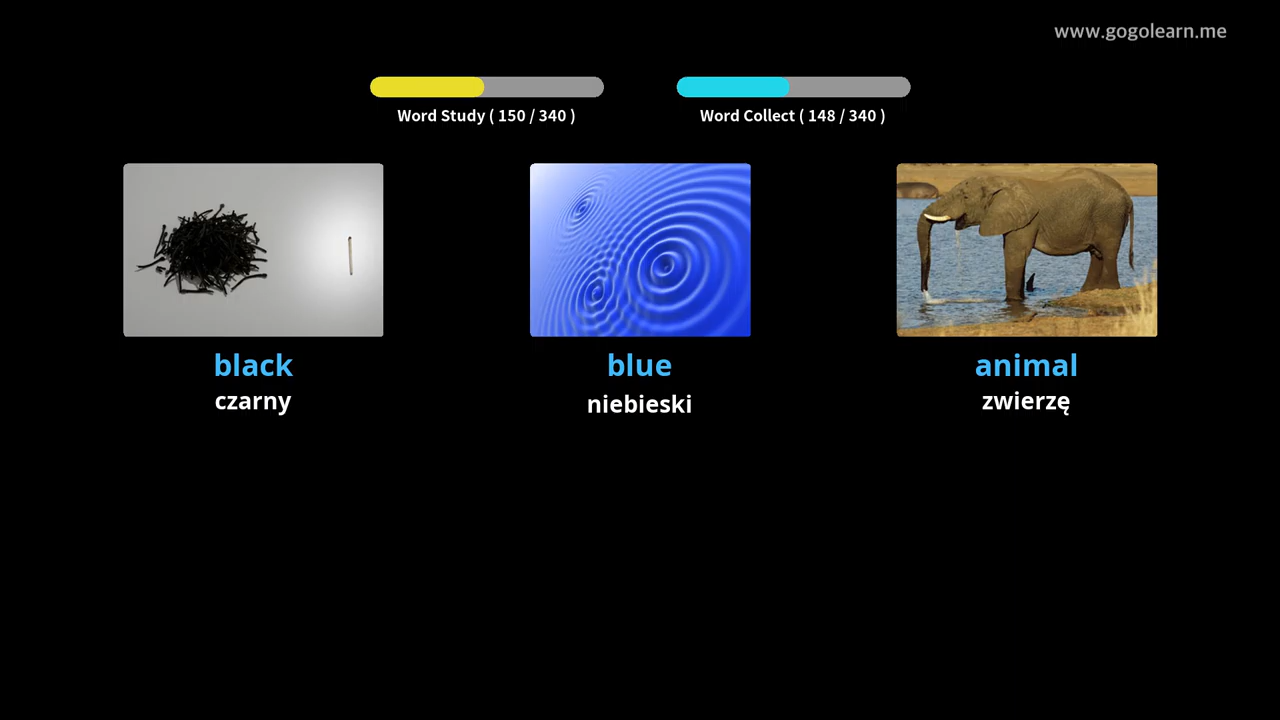 www.gogolearn.me
Word Study ( 150 / 340 )
Word Collect ( 148 / 340 )
black
czarny
blue
niebieski
animal
zwierzę